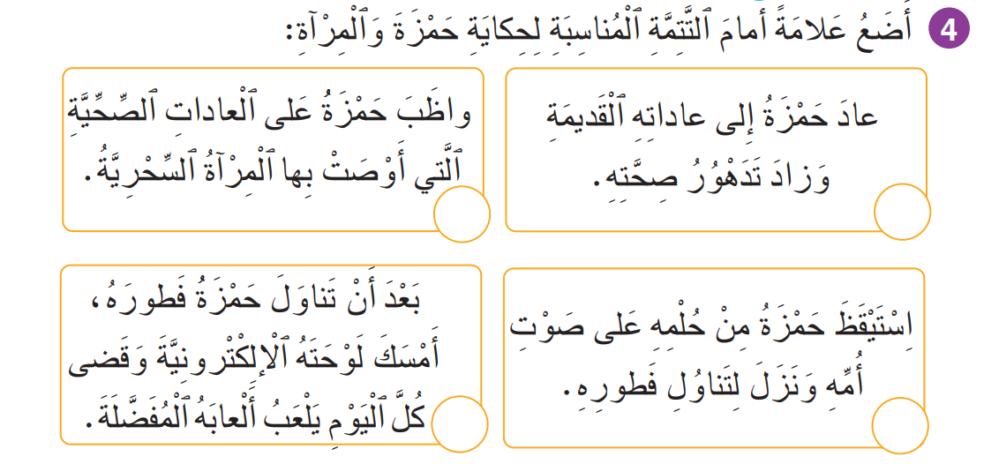 4 أَضَعُ عَلامَةً أمامَ ٱلتَّتِمَّةِ ٱلْمُناسِبَةِ لِحِكايَةِ حَمْزَةَ وَٱلْمِرْآةِ:
عادَ حَمْزَةُ إِلى عاداتِهِ ٱلْقَديمَةِ
وَزادَ تَدَهْوُرُ صِحَّتِهِ.
واظَبَ حَمْزَةُ عَلى ٱلْعاداتِ ٱلصِّحِّيَّةِ
ٱلَّتي أَوْصَتْ بِها ٱلْمِرْآةُ ٱلسِّحْرِيَّةُ.
اِسْتَيْقَظَ حَمْزَةُ مِنْ حُلْمِهِ عَلى صَوْتِ
أُمِّهِ وَنَزَلَ لِتَناوُلِ فَطورِهِ.
بَعْدَ أَنْ تَناوَلَ حَمْزَةُ فَطورَهُ،
أَمْسَكَ لَوْحَتَهُ ٱلْإِلِكْتْرونِيَّةَ وَقَضى
كُلَّ ٱلْيَوْمِ يَلْعَبُ أَلْعابَهُ ٱلْمُفَضَّلَةَ.